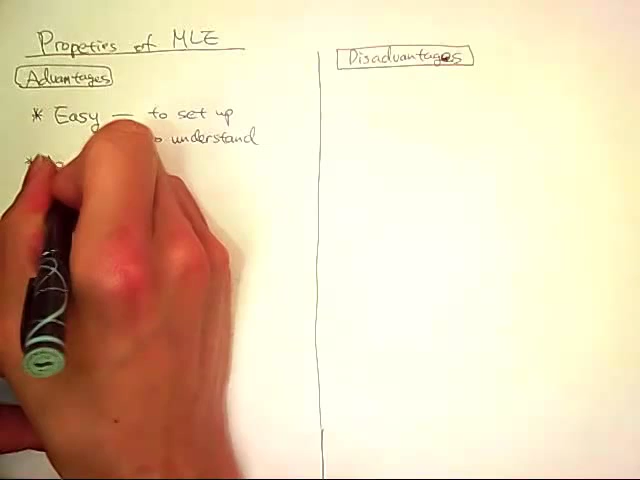 Propeties of MLE
Advantages
* Easy — to set up
understand
*
Disadvantages